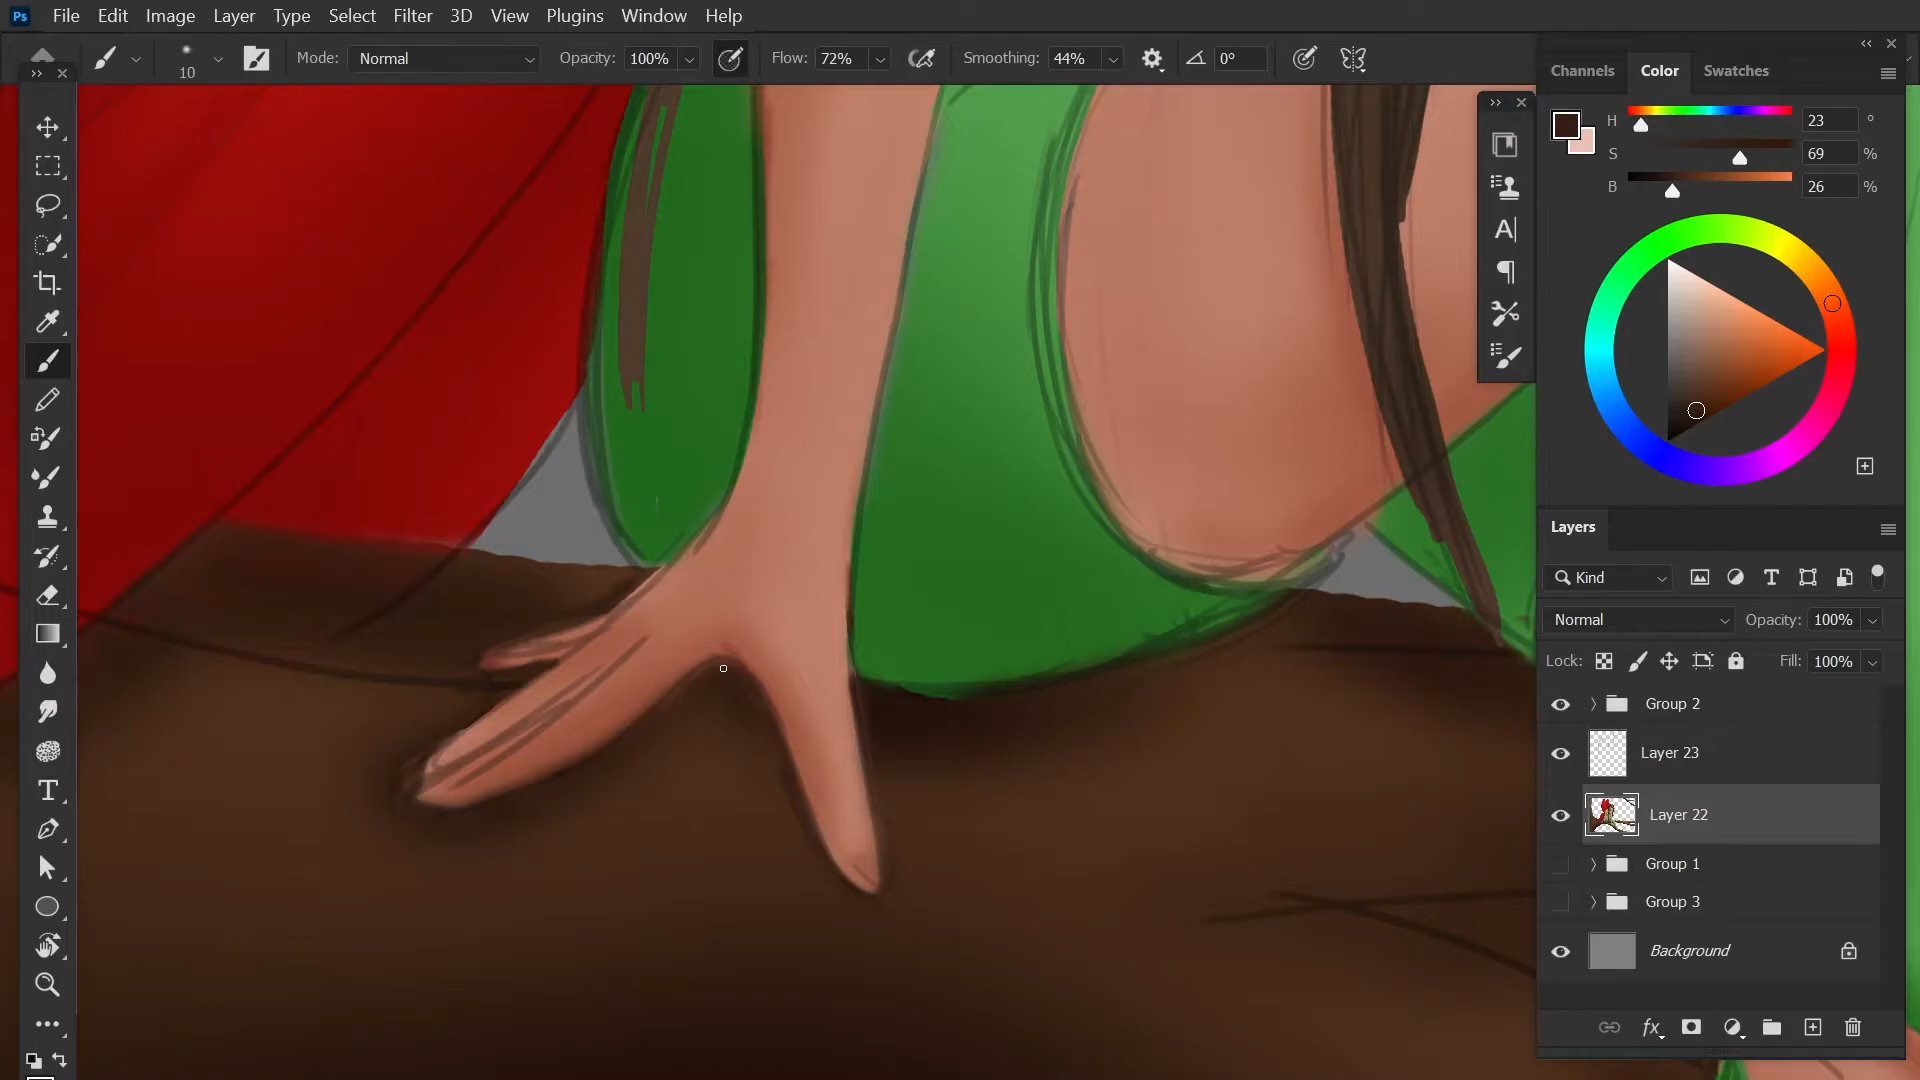 Ps File Edit Image Layer Type Select Filter 3D View Plugins Window Help
10 Mode: Normal Opacity: 100% Flow: 72% Smoothing: 44% 0°
Channels Color Swatches
H 23 °
S 69 %
B 26 %
Layers
Kind
Normal Opacity: 100%
Lock: Fill: 100%
Group 2
Layer 23
Layer 22
Group 1
Group 3
Background
fx